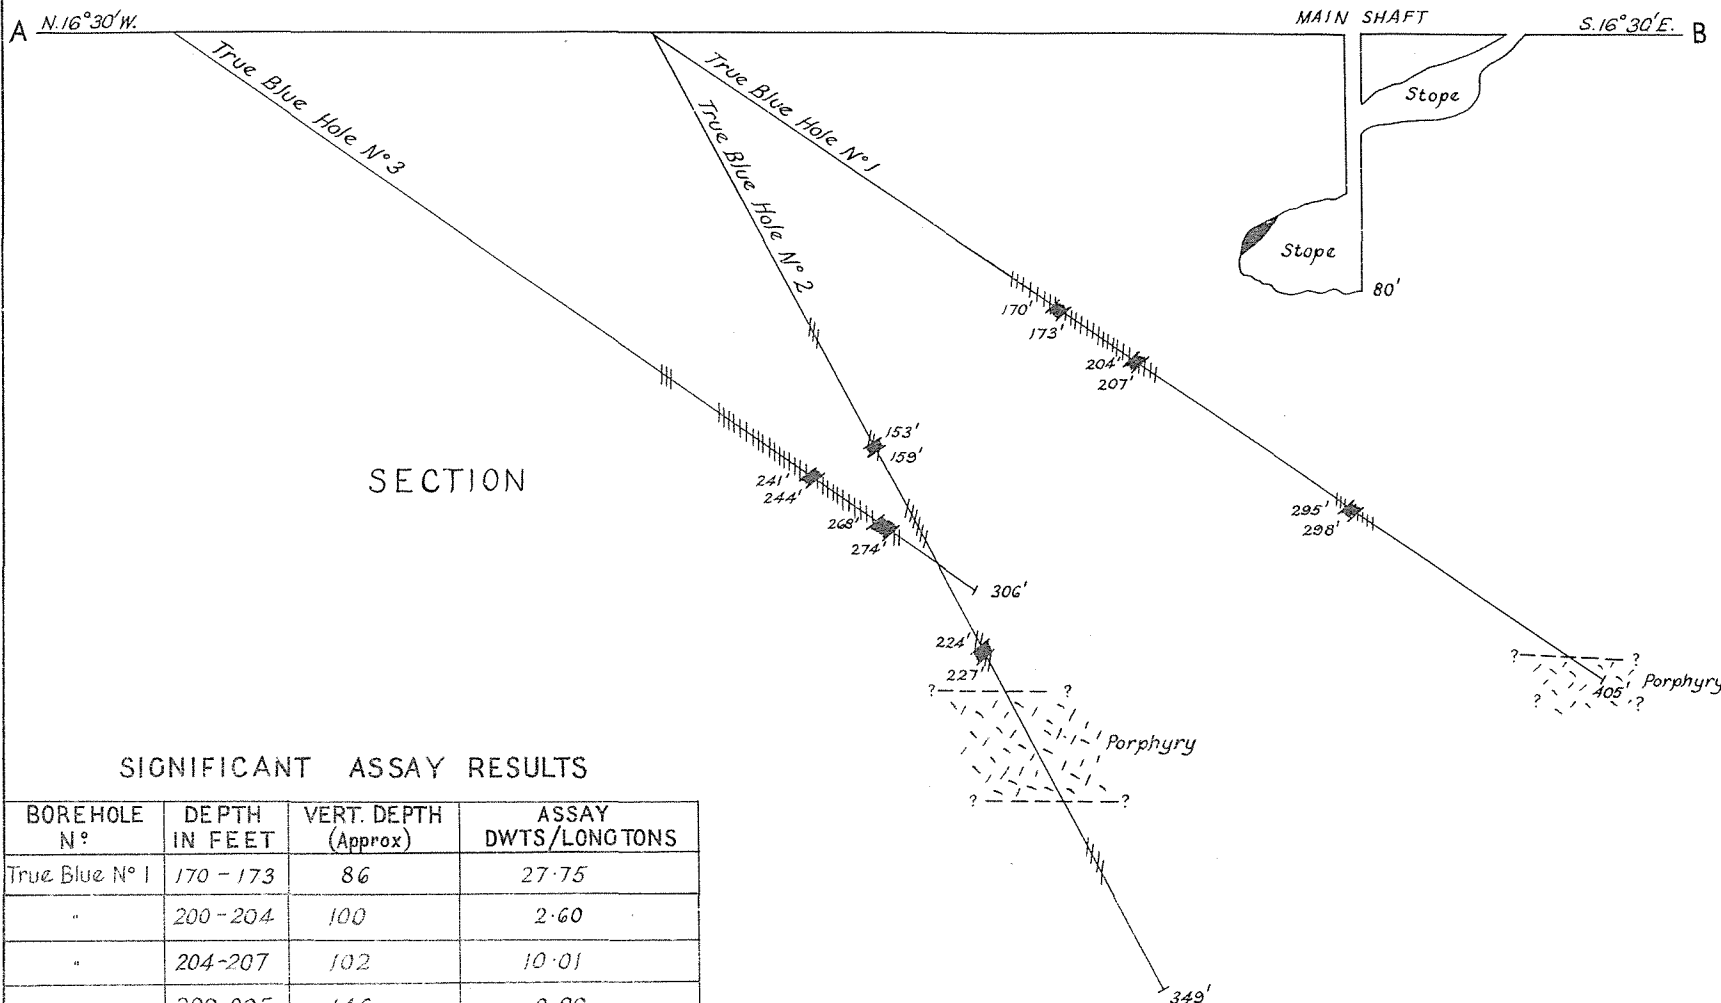 A N.16°30'W.
MAIN SHAFT
S.16°30'E. B
True Blue Hole Nº 3
True Blue Hole Nº 2
True Blue Hole Nº 1
Stope
Stope
80'
170'
173'
204'
207'
153'
159'
SECTION
241'
244'
268'
274'
295'
298'
306'
224'
227'
? ?
? ?
405'
Porphyry
? ?
Porphyry
? ?
349'
SIGNIFICANT ASSAY RESULTS
BOREHOLE Nº DEPTH IN FEET VERT. DEPTH (Approx) ASSAY DWTS/LONGTONS
True Blue Nº 1 170-173 86 27·75
" 200-204 100 2·60
" 204-207 102 10·01